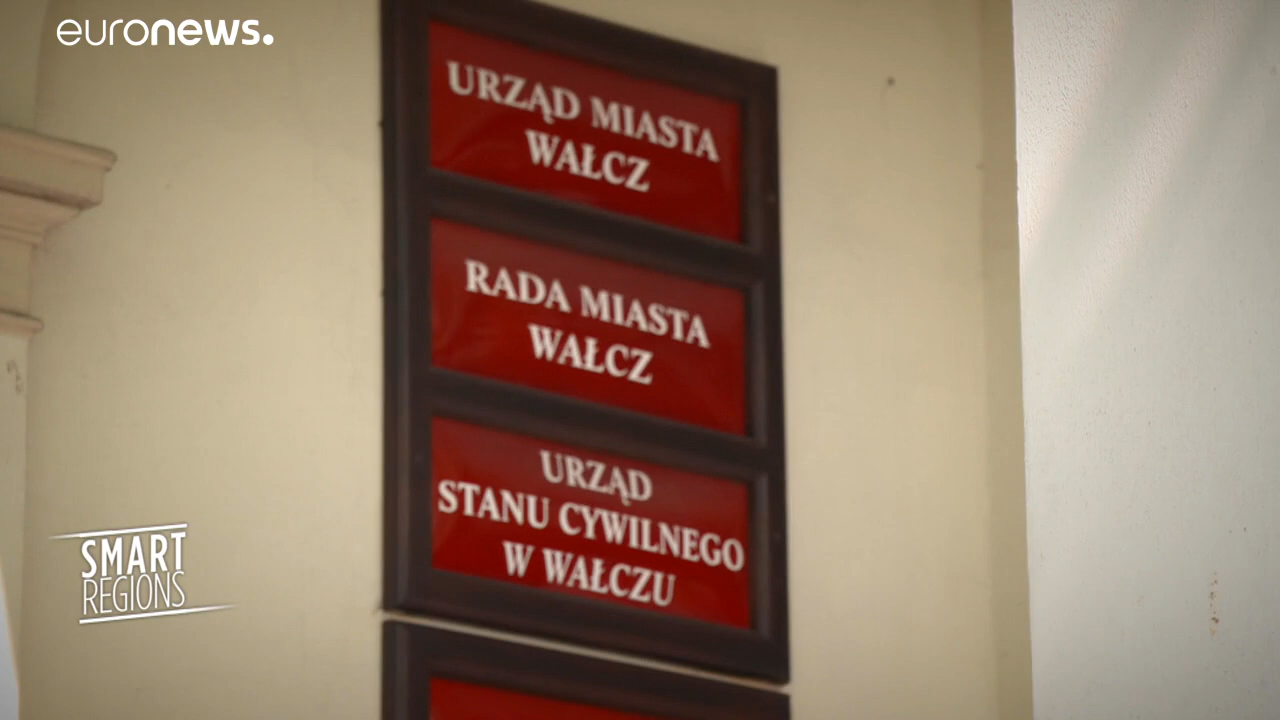 euronews.
URZĄD MIASTA
WAŁCZ
RADA MIASTA
WAŁCZ
URZĄD
STANU CYWILNEGO
W WAŁCZU
SMART
REGIONS